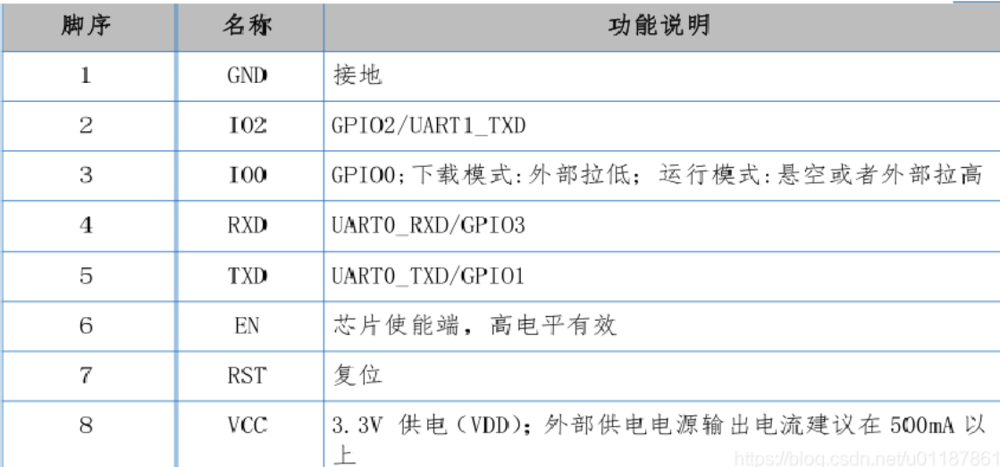 脚序 名称 功能说明
1 GND 接地
2 IO2 GPIO2/UART1_TXD
3 IO0 GPIO0;下载模式:外部拉低; 运行模式:悬空或者外部拉高
4 RXD UART0_RXD/GPIO3
5 TXD UART0_TXD/GPIO1
6 EN 芯片使能端，高电平有效
7 RST 复位
8 VCC 3.3V 供电（VDD）；外部供电电源输出电流建议在 500mA 以
上
https://blog.csdn.net/u01187861